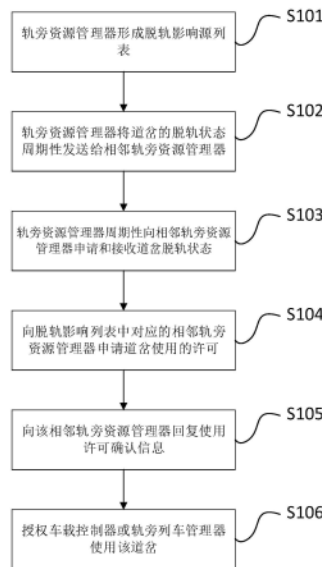 轨旁资源管理器形成脱轨影响源列
表
S101
轨旁资源管理器将道岔的脱轨状态
周期性发送给相邻轨旁资源管理器
S102
轨旁资源管理器周期性向相邻轨旁资源
管理器申请和接收道岔脱轨状态
S103
向脱轨影响列表中对应的相邻轨旁
资源管理器申请道岔使用的许可
S104
向该相邻轨旁资源管理器回复使用
许可确认信息
S105
授权车载控制器或轨旁列车管理器
使用该道岔
S106